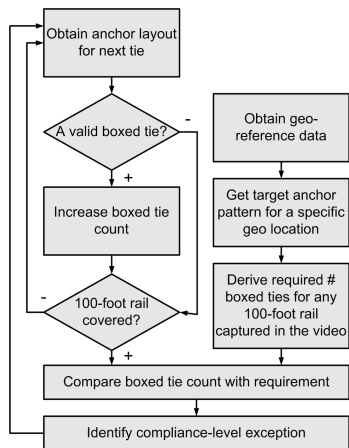 Obtain anchor layout
for next tie
A valid boxed tie?
-
+
Increase boxed tie
count
100-foot rail
covered?
-
+
Obtain geo-
reference data
Get target anchor
pattern for a specific
geo location
Derive required #
boxed ties for any
100-foot rail
captured in the video
Compare boxed tie count with requirement
Identify compliance-level exception